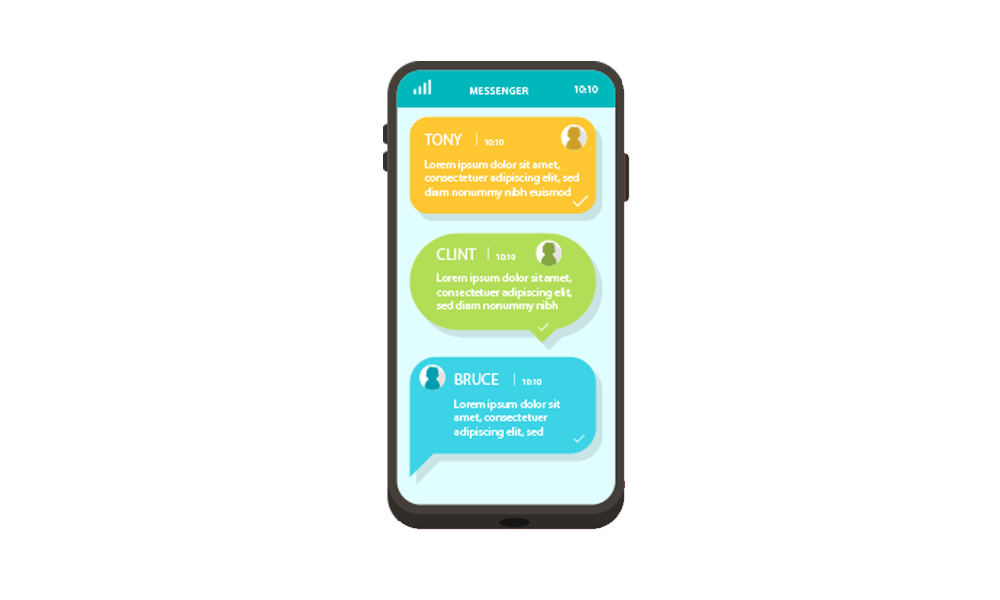 MESSENGER 10:10
TONY | 10:10
Lorem ipsum dolor sit amet,
consectetuer adipiscing elit, sed
diam nonummy nibh euismod
CLINT | 10:10
Lorem ipsum dolor sit amet,
consectetuer adipiscing elit,
sed diam nonummy nibh
BRUCE | 10:10
Lorem ipsum dolor sit
amet, consectetuer
adipiscing elit, sed